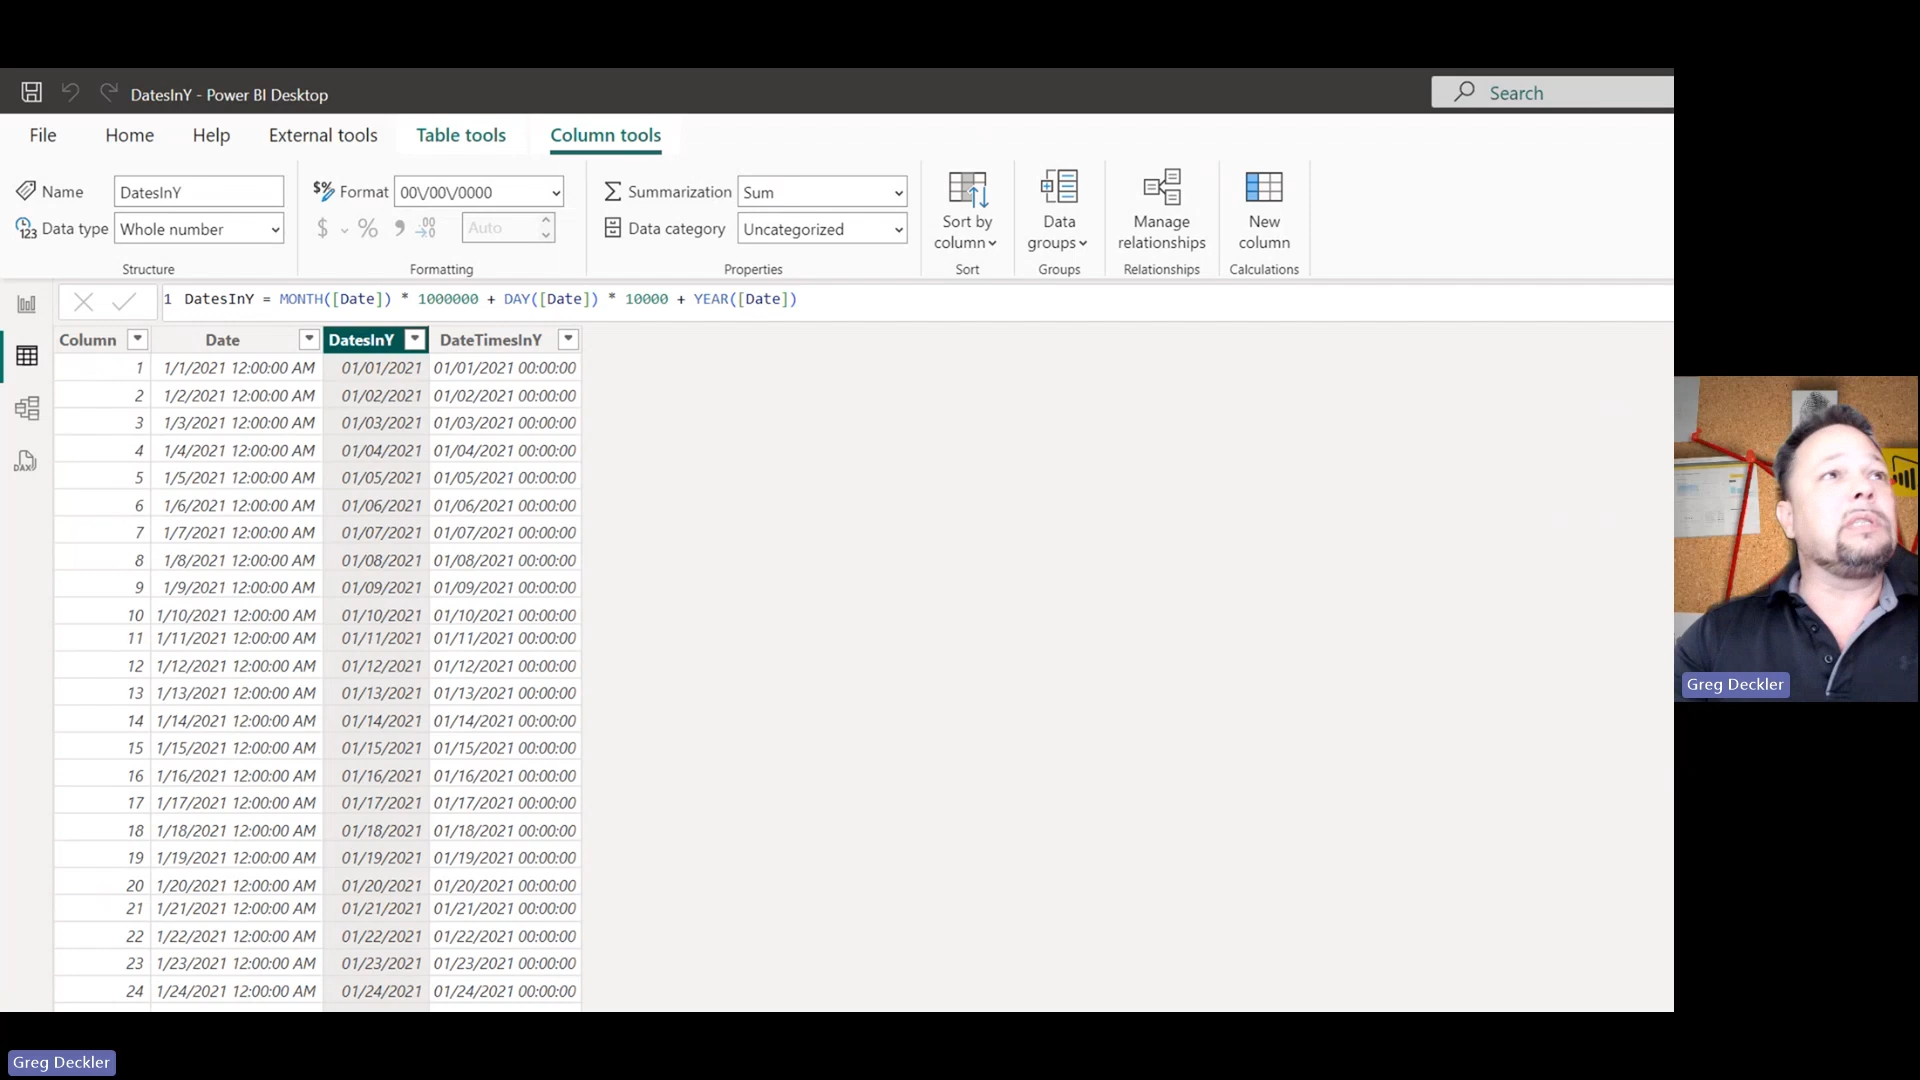 DatesInY - Power BI Desktop
Search
File Home Help External tools Table tools Column tools
Name DatesInY
Data type Whole number
Structure
Format 00\/00\/0000
$ % 9 .00 Auto
Formatting
Summarization Sum
Data category Uncategorized
Properties
Sort by
column
Sort
Data
groups
Groups
Manage
relationships
Relationships
New
column
Calculations
1 DatesInY = MONTH([Date]) * 1000000 + DAY([Date]) * 10000 + YEAR([Date])
Column Date DatesInY DateTimesInY
1 1/1/2021 12:00:00 AM 01/01/2021 01/01/2021 00:00:00
2 1/2/2021 12:00:00 AM 01/02/2021 01/02/2021 00:00:00
3 1/3/2021 12:00:00 AM 01/03/2021 01/03/2021 00:00:00
4 1/4/2021 12:00:00 AM 01/04/2021 01/04/2021 00:00:00
5 1/5/2021 12:00:00 AM 01/05/2021 01/05/2021 00:00:00
6 1/6/2021 12:00:00 AM 01/06/2021 01/06/2021 00:00:00
7 1/7/2021 12:00:00 AM 01/07/2021 01/07/2021 00:00:00
8 1/8/2021 12:00:00 AM 01/08/2021 01/08/2021 00:00:00
9 1/9/2021 12:00:00 AM 01/09/2021 01/09/2021 00:00:00
10 1/10/2021 12:00:00 AM 01/10/2021 01/10/2021 00:00:00
11 1/11/2021 12:00:00 AM 01/11/2021 01/11/2021 00:00:00
12 1/12/2021 12:00:00 AM 01/12/2021 01/12/2021 00:00:00
13 1/13/2021 12:00:00 AM 01/13/2021 01/13/2021 00:00:00
14 1/14/2021 12:00:00 AM 01/14/2021 01/14/2021 00:00:00
15 1/15/2021 12:00:00 AM 01/15/2021 01/15/2021 00:00:00
16 1/16/2021 12:00:00 AM 01/16/2021 01/16/2021 00:00:00
17 1/17/2021 12:00:00 AM 01/17/2021 01/17/2021 00:00:00
18 1/18/2021 12:00:00 AM 01/18/2021 01/18/2021 00:00:00
19 1/19/2021 12:00:00 AM 01/19/2021 01/19/2021 00:00:00
20 1/20/2021 12:00:00 AM 01/20/2021 01/20/2021 00:00:00
21 1/21/2021 12:00:00 AM 01/21/2021 01/21/2021 00:00:00
22 1/22/2021 12:00:00 AM 01/22/2021 01/22/2021 00:00:00
23 1/23/2021 12:00:00 AM 01/23/2021 01/23/2021 00:00:00
24 1/24/2021 12:00:00 AM 01/24/2021 01/24/2021 00:00:00
DAX
Greg Deckler
Greg Deckler